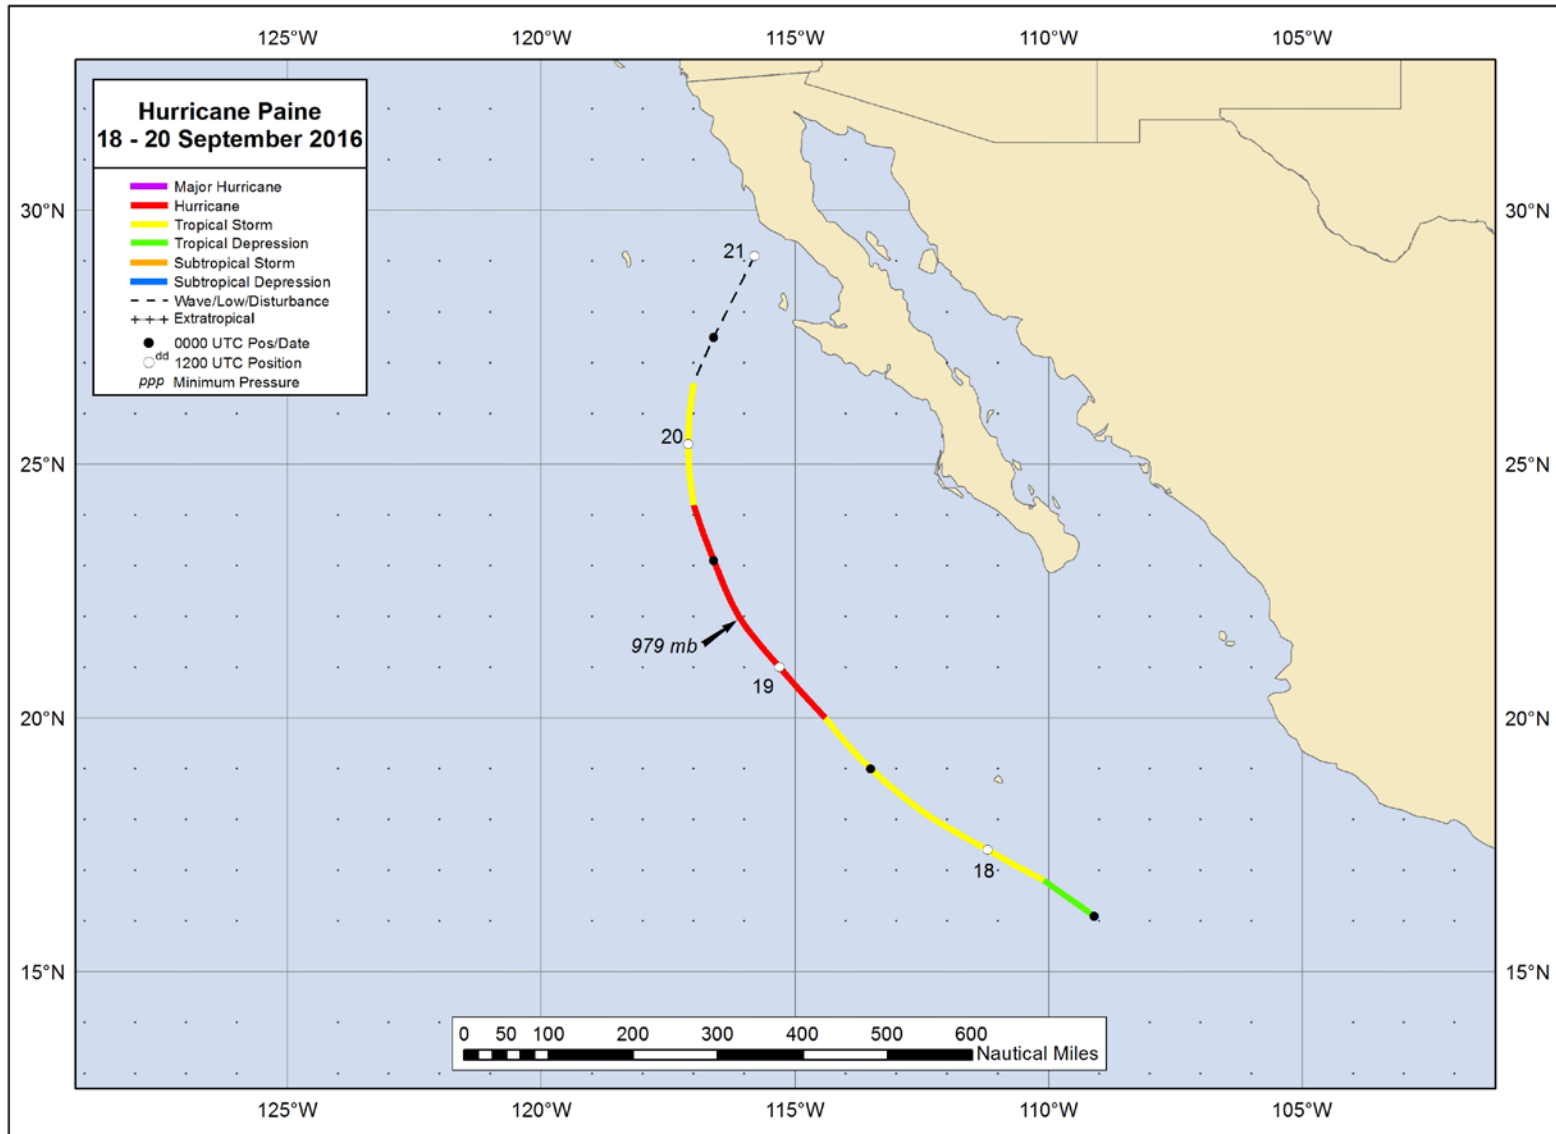 125°W 120°W 115°W 110°W 105°W
Hurricane Paine
18 - 20 September 2016
Major Hurricane
Hurricane
Tropical Storm
Tropical Depression
Subtropical Storm
Subtropical Depression
Wave/Low/Disturbance
Extratropical
0000 UTC Pos/Date
dd 1200 UTC Position
ppp Minimum Pressure
30°N 30°N
21
20
25°N 25°N
979 mb
19
20°N 20°N
18
15°N 15°N
0 50 100 200 300 400 500 600
Nautical Miles
125°W 120°W 115°W 110°W 105°W